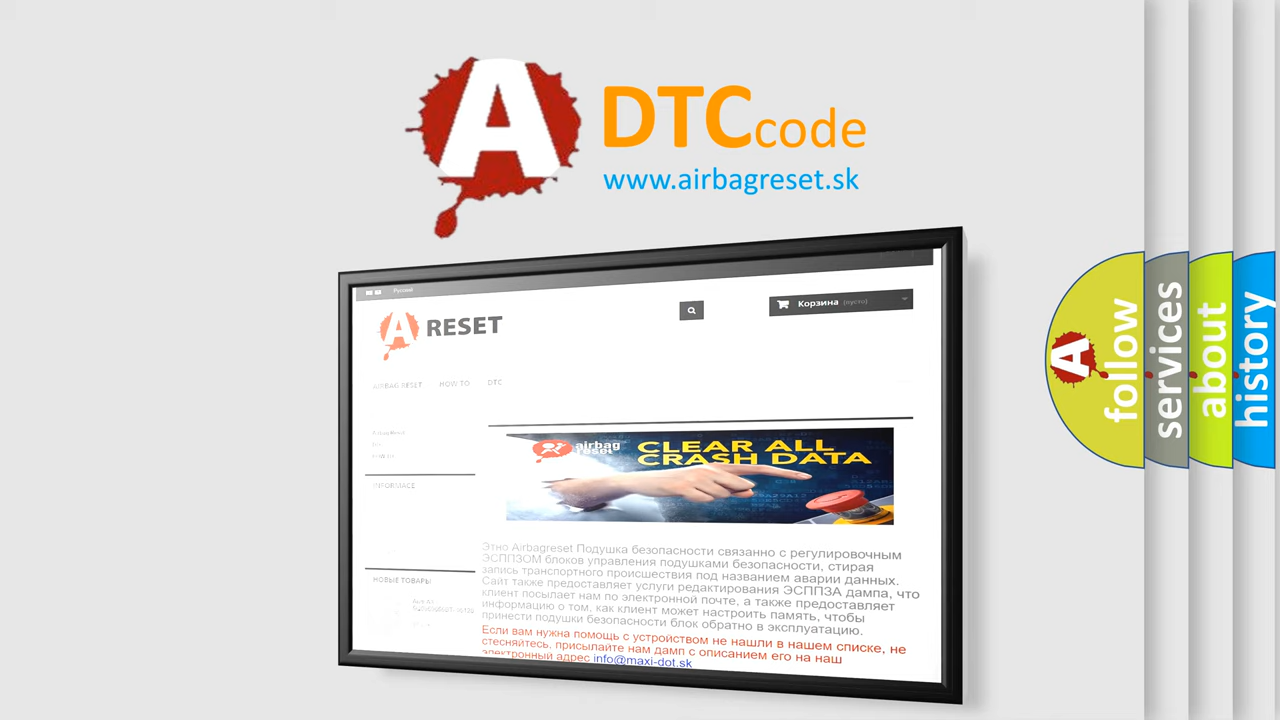 A
DTC code
www.airbagreset.sk
Русский
Корзина (пусто)
A RESET
AIRBAG RESET HOW TO DTC
Airbag Reset
INFORMACE
НОВЫЕ ТОВАРЫ
airbag
reset
CLEAR ALL
CRASH DATA
Этно Airbagreset Подушка безопасности связанно с регулировочным
ЭСППЗОМ блоков управления подушками безопасности, стирая
запись транспортного происшествия под названием аварии данных.
Сайт также предоставляет услуги редактирования ЭСППЗА дампа, что
клиент посылает нам по электронной почте, а также предоставляет
информацию о том, как клиент может настроить память, чтобы
принести подушки безопасности блок обратно в эксплуатацию.
Если вам нужна помощь с устройством не нашли в нашем списке, не
стесняйтесь, присылайте нам дамп с описанием его на наш
электронный адрес info@maxi-dot.sk
A
follow
services
about
history